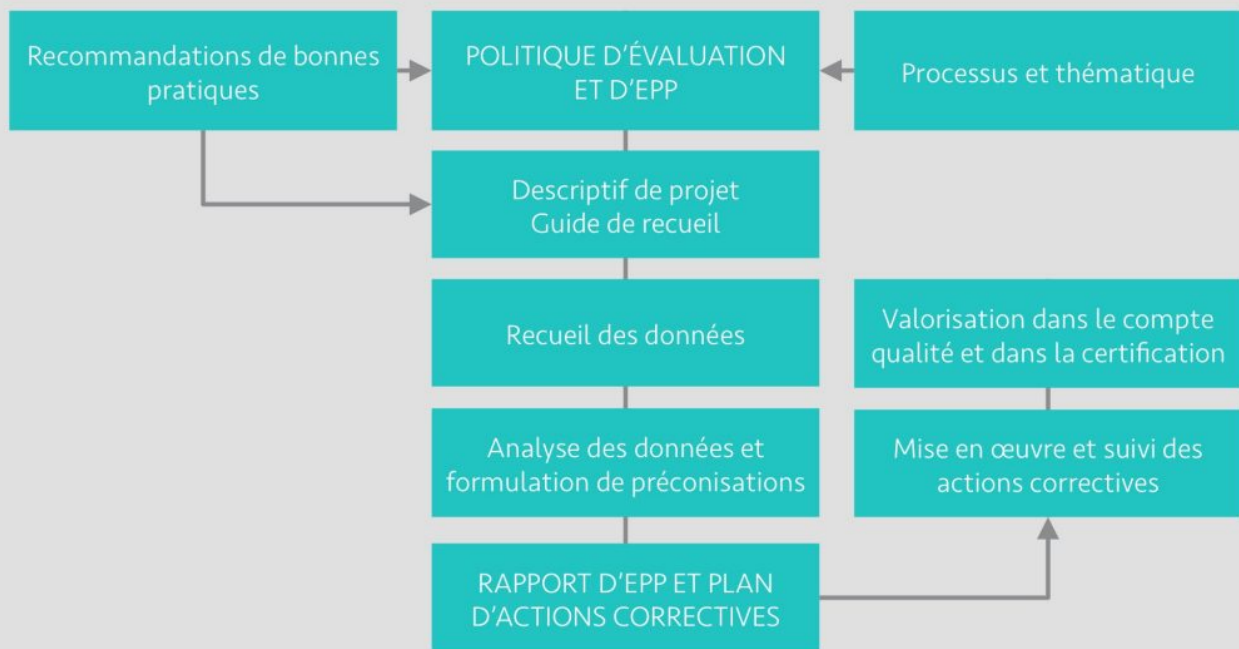 Recommandations de bonnes
pratiques
POLITIQUE D’ÉVALUATION
ET D’EPP
Processus et thématique
Descriptif de projet
Guide de recueil
Recueil des données
Valorisation dans le compte
qualité et dans la certification
Analyse des données et
formulation de préconisations
Mise en œuvre et suivi des
actions correctives
RAPPORT D’EPP ET PLAN
D’ACTIONS CORRECTIVES